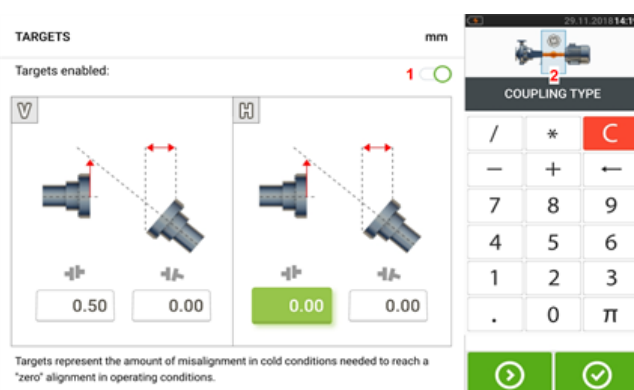 TARGETS mm
Targets enabled: 1
V H
0.50 0.00 0.00 0.00
Targets represent the amount of misalignment in cold conditions needed to reach a
"zero" alignment in operating conditions.
29.11.2018 14:19
2
COUPLING TYPE
/ * C
− + ←
7 8 9
4 5 6
1 2 3
. 0 π